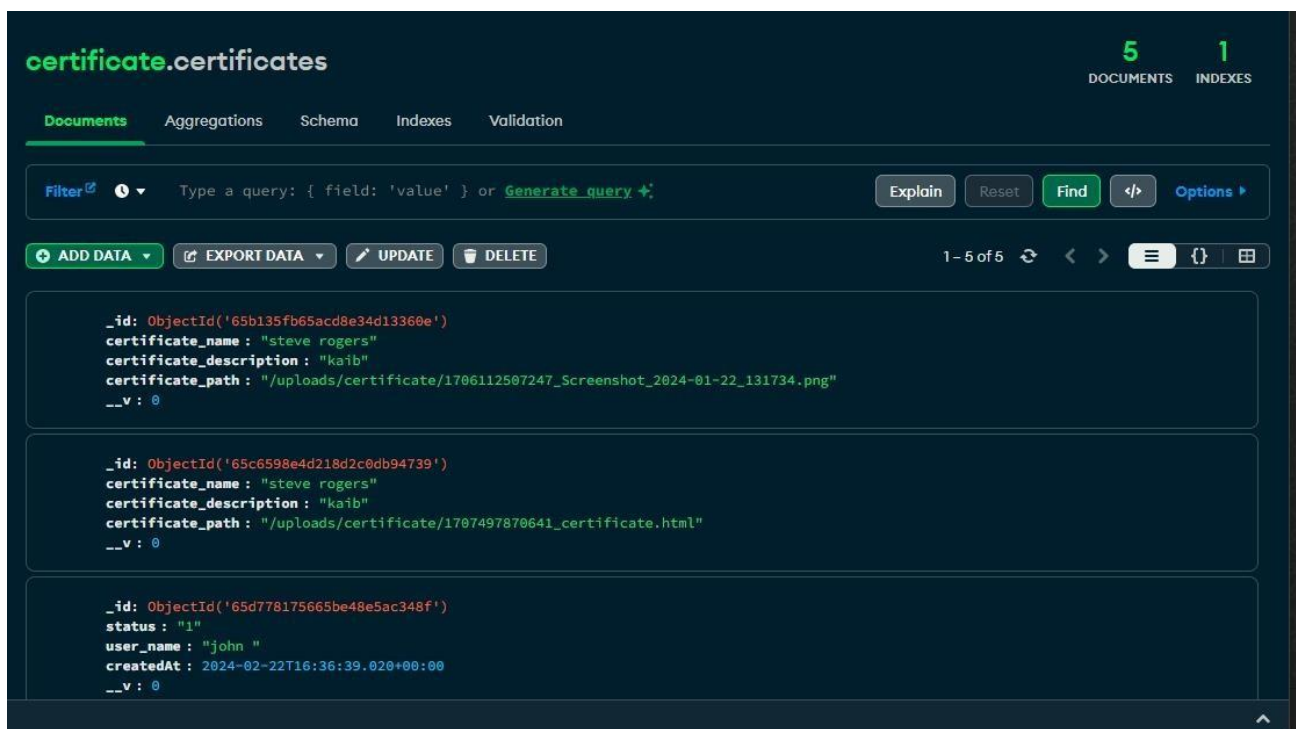 certificate.certificates
5 1
DOCUMENTS INDEXES
Documents Aggregations Schema Indexes Validation
Filter Type a query: { field: 'value' } or Generate query Explain Reset Find </> Options
ADD DATA EXPORT DATA UPDATE DELETE 1 – 5 of 5 {}
_id: ObjectId('65b135fb65acd8e34d13360e')
certificate_name : "steve rogers"
certificate_description : "kaib"
certificate_path : "/uploads/certificate/1706112507247_Screenshot_2024-01-22_131734.png"
__v : 0
_id: ObjectId('65c6598e4d218d2c0db94739')
certificate_name : "steve rogers"
certificate_description : "kaib"
certificate_path : "/uploads/certificate/1707497870641_certificate.html"
__v : 0
_id: ObjectId('65d778175665be48e5ac348f')
status : "1"
user_name : "john "
createdAt : 2024-02-22T16:36:39.020+00:00
__v : 0